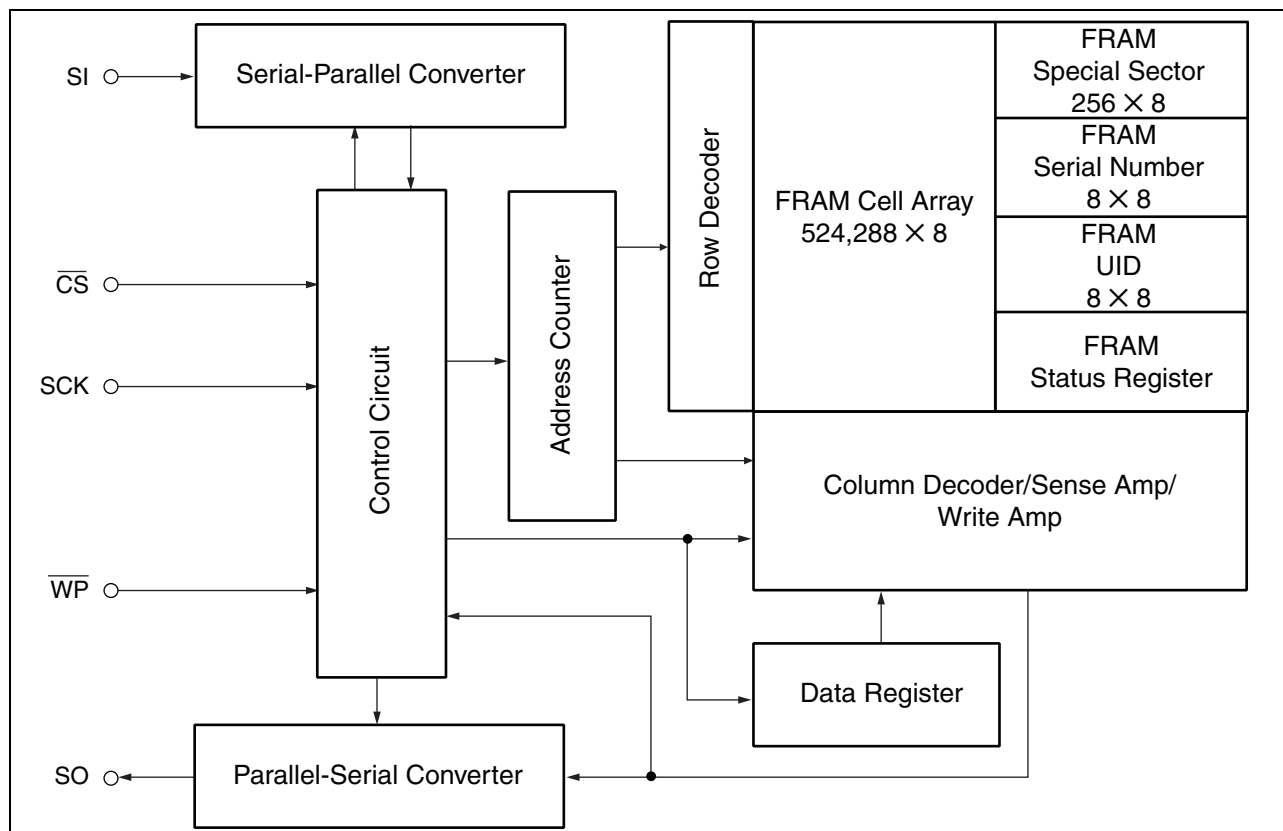 SI
Serial-Parallel Converter
CS
SCK
WP
SO
Control Circuit
Address Counter
Row Decoder
FRAM Cell Array
524,288 × 8
FRAM
Special Sector
256 × 8
FRAM
Serial Number
8 × 8
FRAM
UID
8 × 8
FRAM
Status Register
Column Decoder/Sense Amp/
Write Amp
Data Register
Parallel-Serial Converter